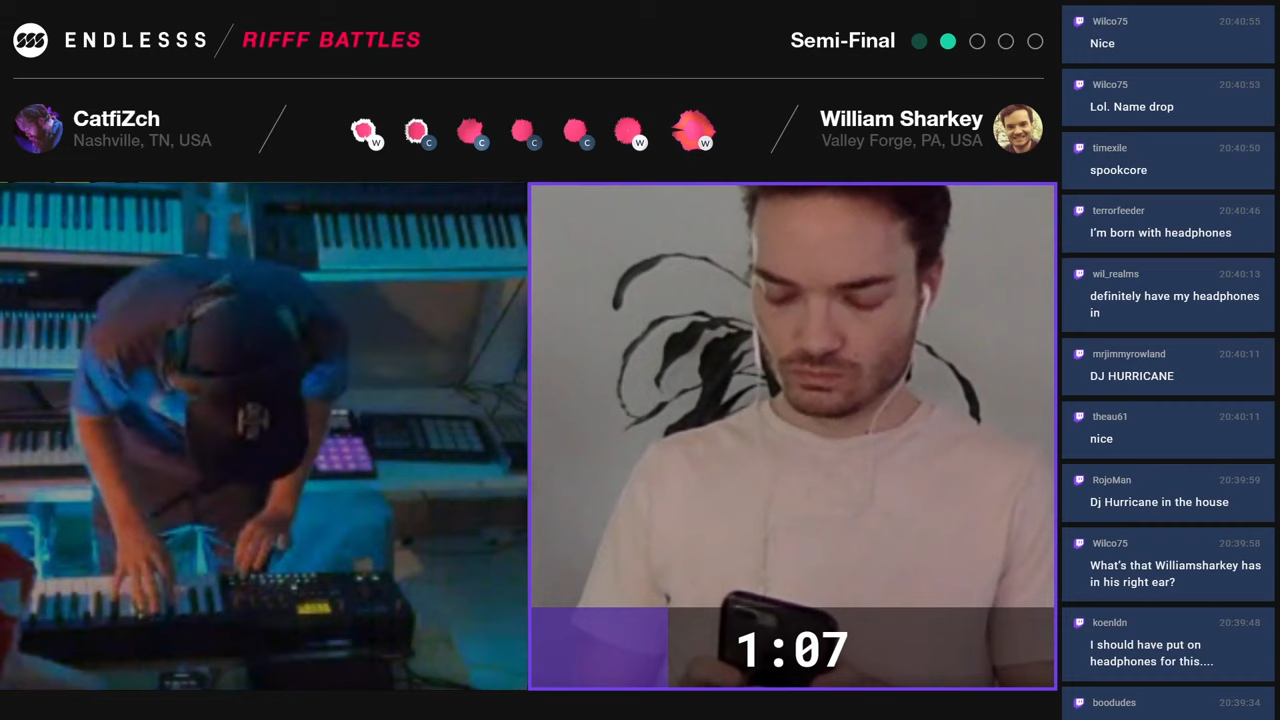 ENDLESSS
RIFFF BATTLES
Semi-Final
CatfiZch
Nashville, TN, USA
W
C
C
C
C
W
W
William Sharkey
Valley Forge, PA, USA
1:07
Wilco75 20:40:55
Nice
Wilco75 20:40:53
Lol. Name drop
timexile 20:40:50
spookcore
terrorfeeder 20:40:46
I'm born with headphones
wil_realms 20:40:13
definitely have my headphones
in
mrjimmyrowland 20:40:11
DJ HURRICANE
theau61 20:40:11
nice
RojoMan 20:39:59
Dj Hurricane in the house
Wilco75 20:39:58
What's that Williamsharkey has
in his right ear?
koenldn 20:39:48
I should have put on
headphones for this....
boodudes 20:39:34